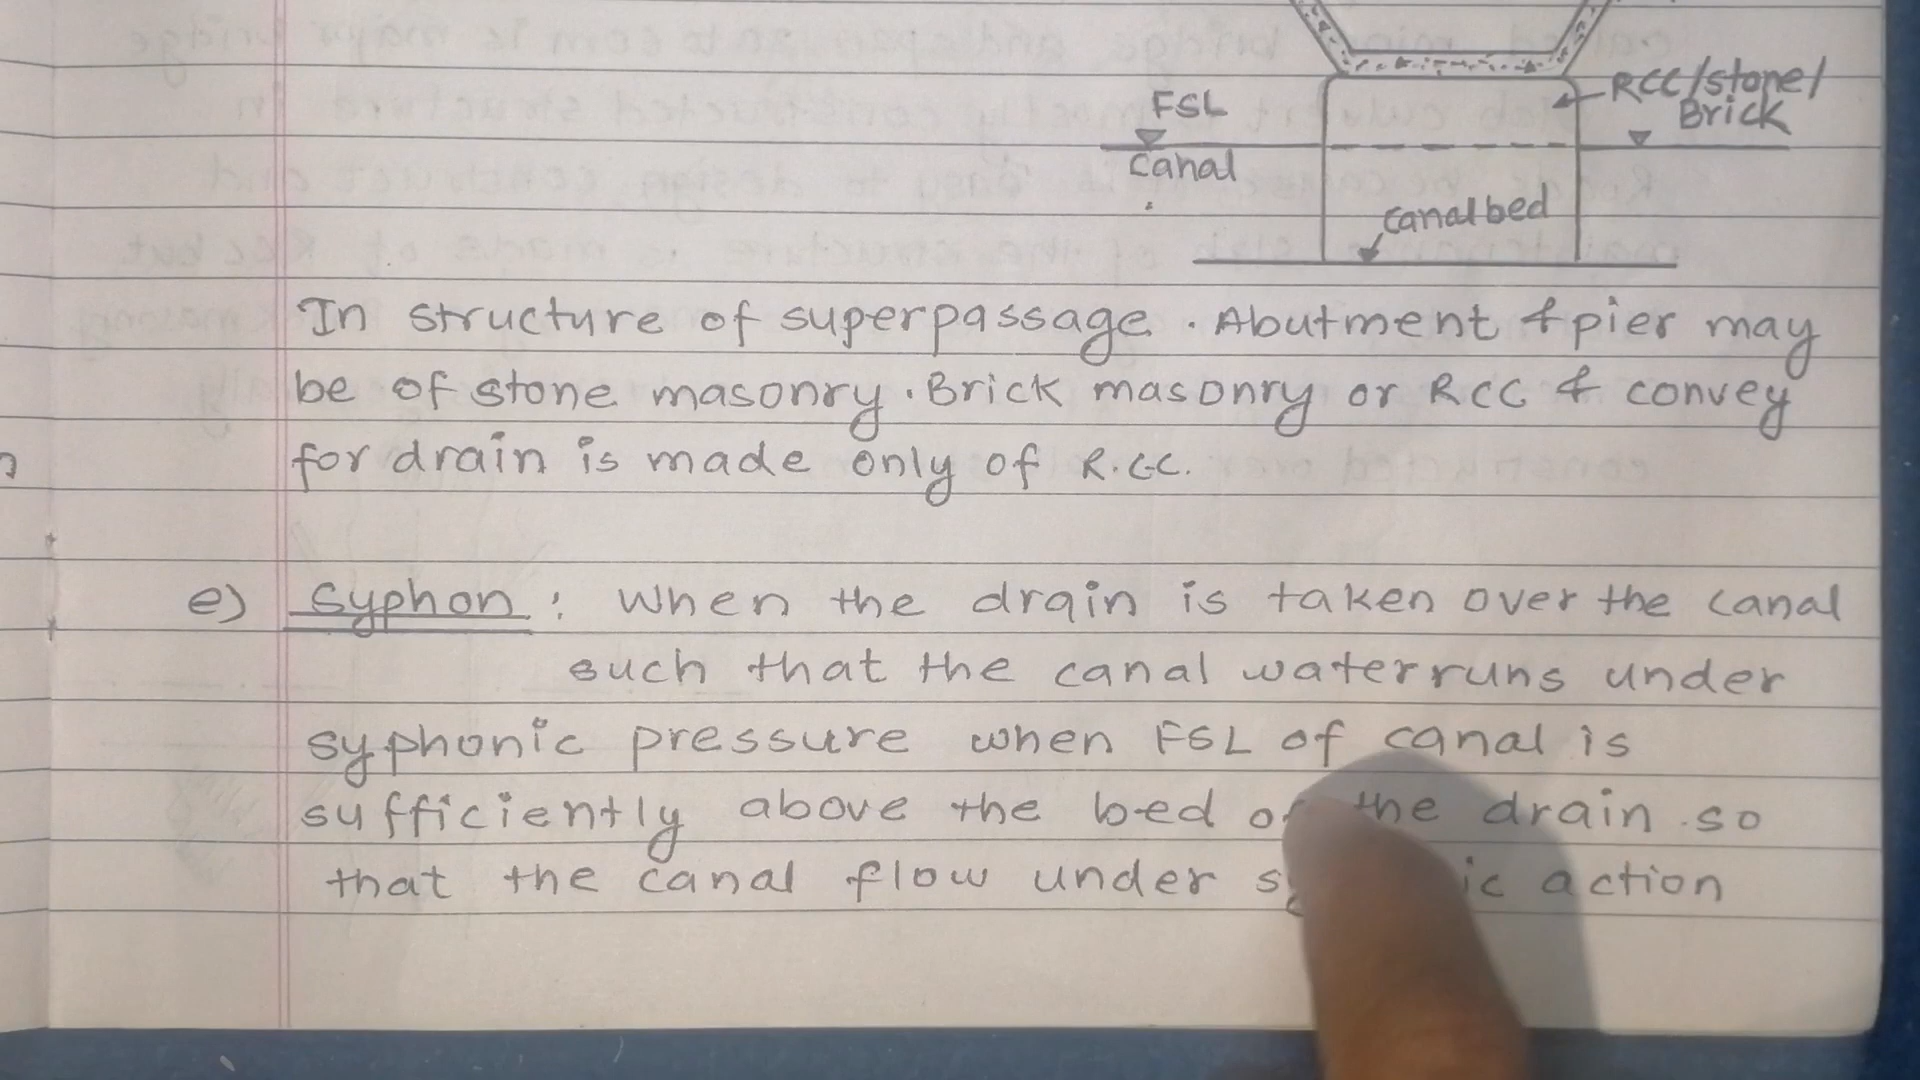 FSL
RCC/stone/
Brick
canal
canal bed
In structure of superpassage. Abutment & pier may
be of stone masonry. Brick masonry or RCC & convey
for drain is made only of R.CC.
e) Syphon: When the drain is taken over the canal
such that the canal water runs under
syphonic pressure when FSL of canal is
sufficiently above the bed of the drain so
that the canal flow under action